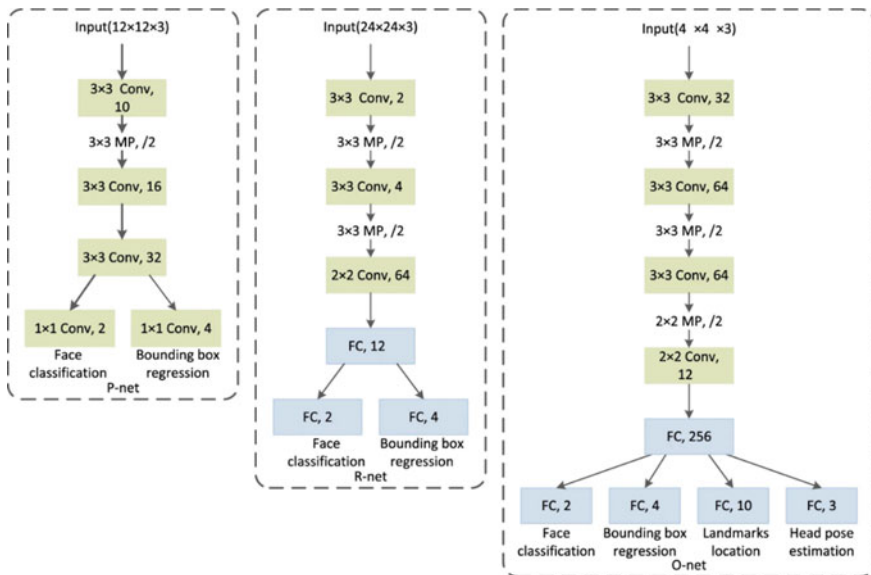 Input(12×12×3)
3×3 Conv,
10
3×3 MP, /2
3×3 Conv, 16
3×3 Conv, 32
1×1 Conv, 2
1×1 Conv, 4
Face
classification
Bounding box
regression
P-net
Input(24×24×3)
3×3 Conv, 2
3×3 MP, /2
3×3 Conv, 4
3×3 MP, /2
2×2 Conv, 64
FC, 12
FC, 2
FC, 4
Face
classification
Bounding box
regression
R-net
Input(4 ×4 ×3)
3×3 Conv, 32
3×3 MP, /2
3×3 Conv, 64
3×3 MP, /2
3×3 Conv, 64
2×2 MP, /2
2×2 Conv,
12
FC, 256
FC, 2
FC, 4
FC, 10
FC, 3
Face
classification
Bounding box
regression
Landmarks
location
Head pose
estimation
O-net